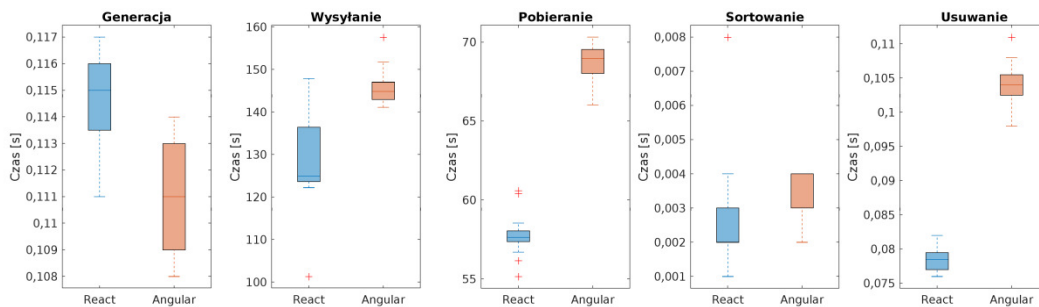 Generacja
Czas [s]
0,117
0,116
0,115
0,114
0,113
0,112
0,111
0,11
0,109
0,108
React Angular
Wysyłanie
Czas [s]
160
150
140
130
120
110
100
React Angular
Pobieranie
Czas [s]
70
65
60
55
React Angular
Sortowanie
Czas [s]
0,008
0,007
0,006
0,005
0,004
0,003
0,002
0,001
React Angular
Usuwanie
Czas [s]
0,11
0,105
0,1
0,095
0,09
0,085
0,08
0,075
React Angular